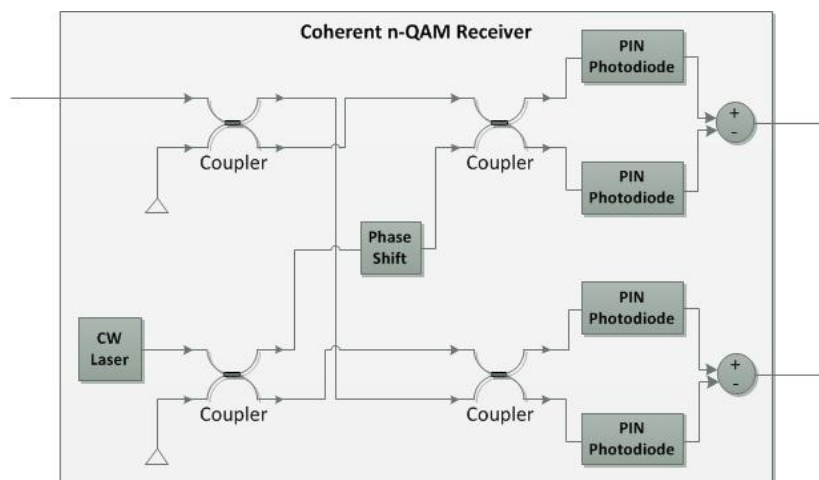 Coherent n-QAM Receiver
PIN
Photodiode
+
-
Coupler
Coupler
PIN
Photodiode
Phase
Shift
PIN
Photodiode
CW
Laser
+
-
Coupler
Coupler
PIN
Photodiode